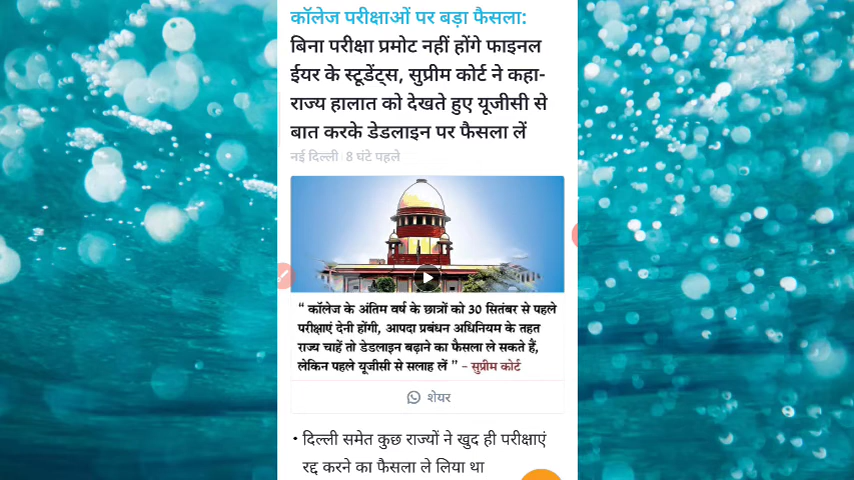 कॉलेज परीक्षाओं पर बड़ा फैसला:
बिना परीक्षा प्रमोट नहीं होंगे फाइनल
ईयर के स्टूडेंट्स, सुप्रीम कोर्ट ने कहा-
राज्य हालात को देखते हुए यूजीसी से
बात करके डेडलाइन पर फैसला लें
नई दिल्ली 8 घंटे पहले
“ कॉलेज के अंतिम वर्ष के छात्रों को 30 सितंबर से पहले
परीक्षाएं देनी होंगी, आपदा प्रबंधन अधिनियम के तहत
राज्य चाहें तो डेडलाइन बढ़ाने का फैसला ले सकते हैं,
लेकिन पहले यूजीसी से सलाह लें ” - सुप्रीम कोर्ट
शेयर
• दिल्ली समेत कुछ राज्यों ने खुद ही परीक्षाएं
रद्द करने का फैसला ले लिया था